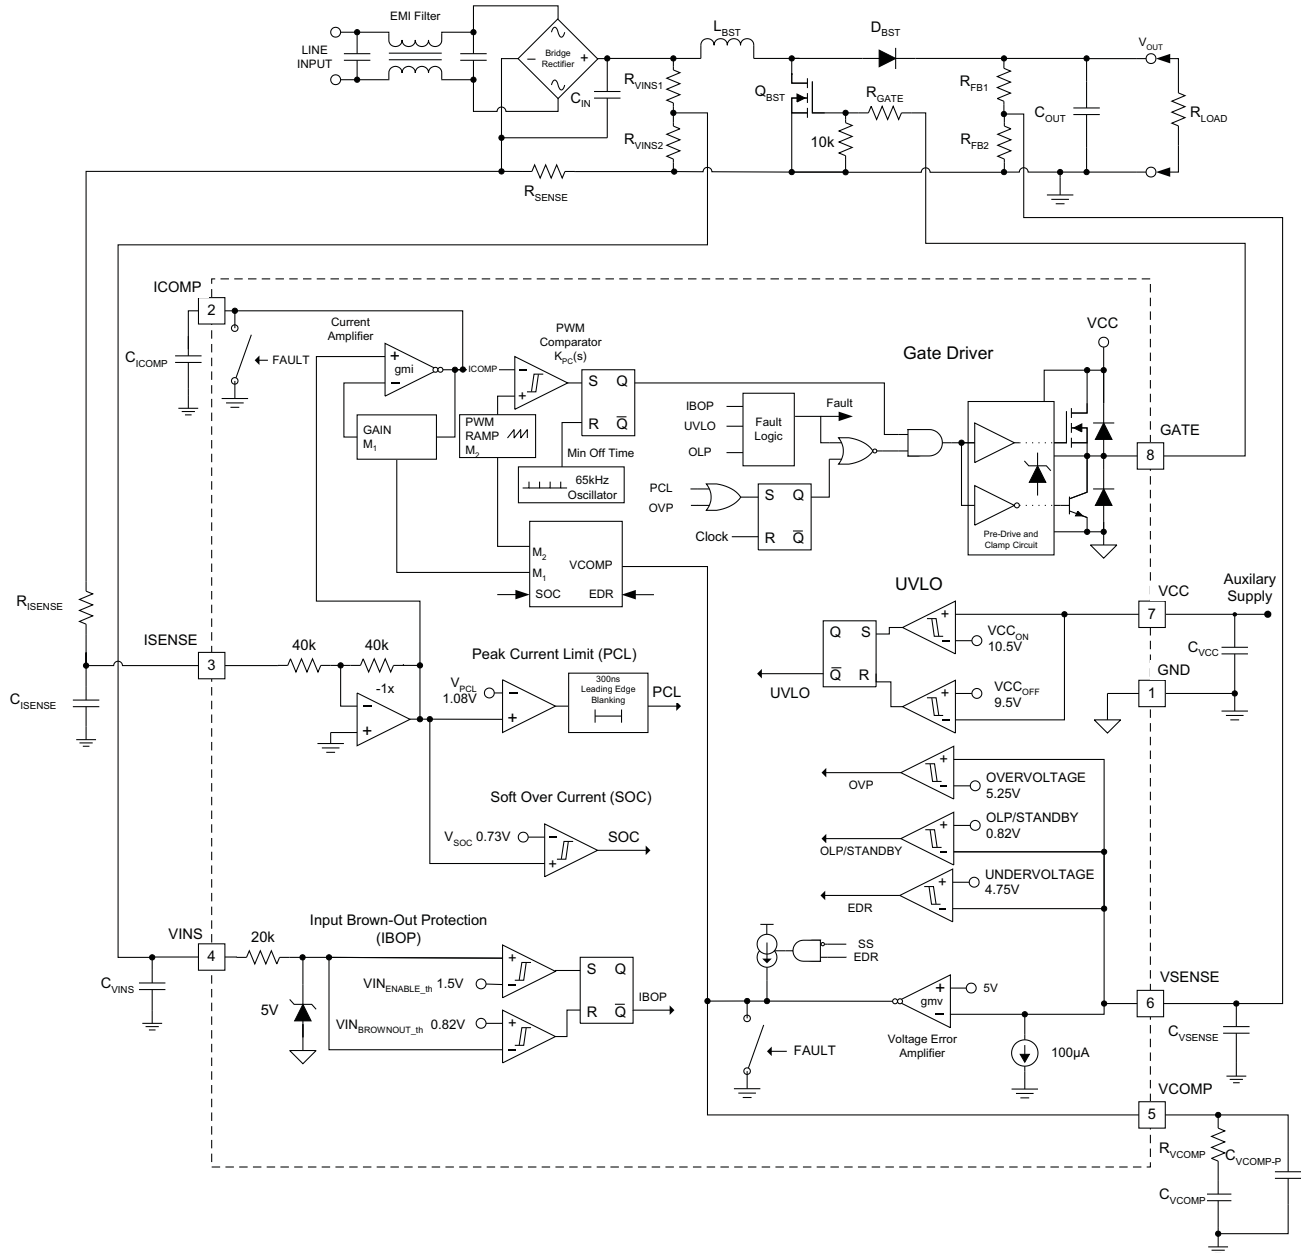 EMI Filter
LINE
INPUT
Bridge
Rectifier
~
~
−
+
C_IN
R_VINS1
R_VINS2
L_BST
D_BST
Q_BST
R_GATE
10k
R_FB1
R_FB2
C_OUT
V_OUT
R_LOAD
R_SENSE
ICOMP
2
C_ICOMP
FAULT
Current
Amplifier
+
gmi
−
ICOMP
PWM
Comparator
K_PC(s)
−
+
S Q
R Q̅
GAIN
M_1
PWM
RAMP
M_2
Min Off Time
65kHz
Oscillator
M_2
M_1
VCOMP
SOC
EDR
IBOP
UVLO
OLP
Fault
Logic
Fault
PCL
OVP
Clock
S Q
R Q̅
Gate Driver
VCC
Pre-Drive and
Clamp Circuit
GATE
8
R_ISENSE
ISENSE
3
C_ISENSE
40k
40k
-1x
−
+
Peak Current Limit (PCL)
V_PCL
1.08V
−
+
300ns
Leading Edge
Blanking
PCL
Soft Over Current (SOC)
V_SOC 0.73V
−
+
SOC
UVLO
Q S
Q̅ R
UVLO
+
−
VCC_ON
10.5V
+
−
VCC_OFF
9.5V
VCC
7
Auxilary
Supply
C_VCC
GND
1
OVP
+
−
OVERVOLTAGE
5.25V
OLP/STANDBY
+
−
OLP/STANDBY
0.82V
EDR
+
−
UNDERVOLTAGE
4.75V
VINS
4
C_VINS
20k
5V
Input Brown-Out Protection
(IBOP)
VIN_ENABLE_th 1.5V
+
−
VIN_BROWNOUT_th 0.82V
+
−
S Q
R Q̅
IBOP
SS
EDR
+
gmv
−
5V
Voltage Error
Amplifier
FAULT
100µA
VSENSE
6
C_VSENSE
VCOMP
5
R_VCOMP
C_VCOMP-P
C_VCOMP